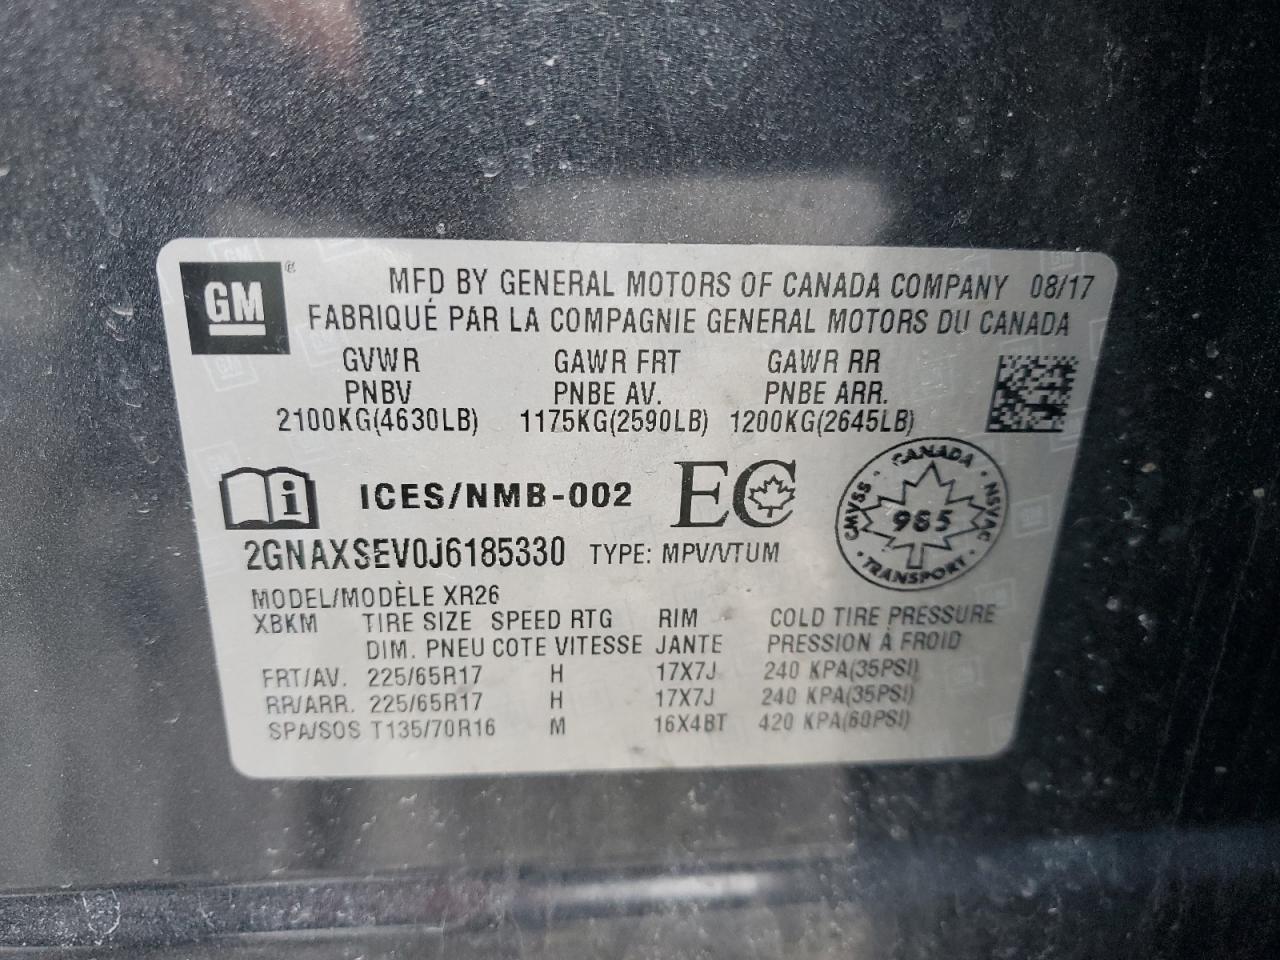 GM ®
MFD BY GENERAL MOTORS OF CANADA COMPANY 08/17
FABRIQUÉ PAR LA COMPAGNIE GENERAL MOTORS DU CANADA
GVWR GAWR FRT GAWR RR
PNBV PNBE AV. PNBE ARR.
2100KG(4630LB) 1175KG(2590LB) 1200KG(2645LB)
i ICES/NMB-002 EC
CANADA
CMVSS 985 NSVAC
TRANSPORT
2GNAXSEV0J6185330 TYPE: MPV/VTUM
MODEL/MODÈLE XR26
XBKM TIRE SIZE SPEED RTG RIM COLD TIRE PRESSURE
DIM. PNEU COTE VITESSE JANTE PRESSION À FROID
FRT/AV. 225/65R17 H 17X7J 240 KPA(35PSI)
RR/ARR. 225/65R17 H 17X7J 240 KPA(35PSI)
SPA/SOS T135/70R16 M 16X4BT 420 KPA(60PSI)